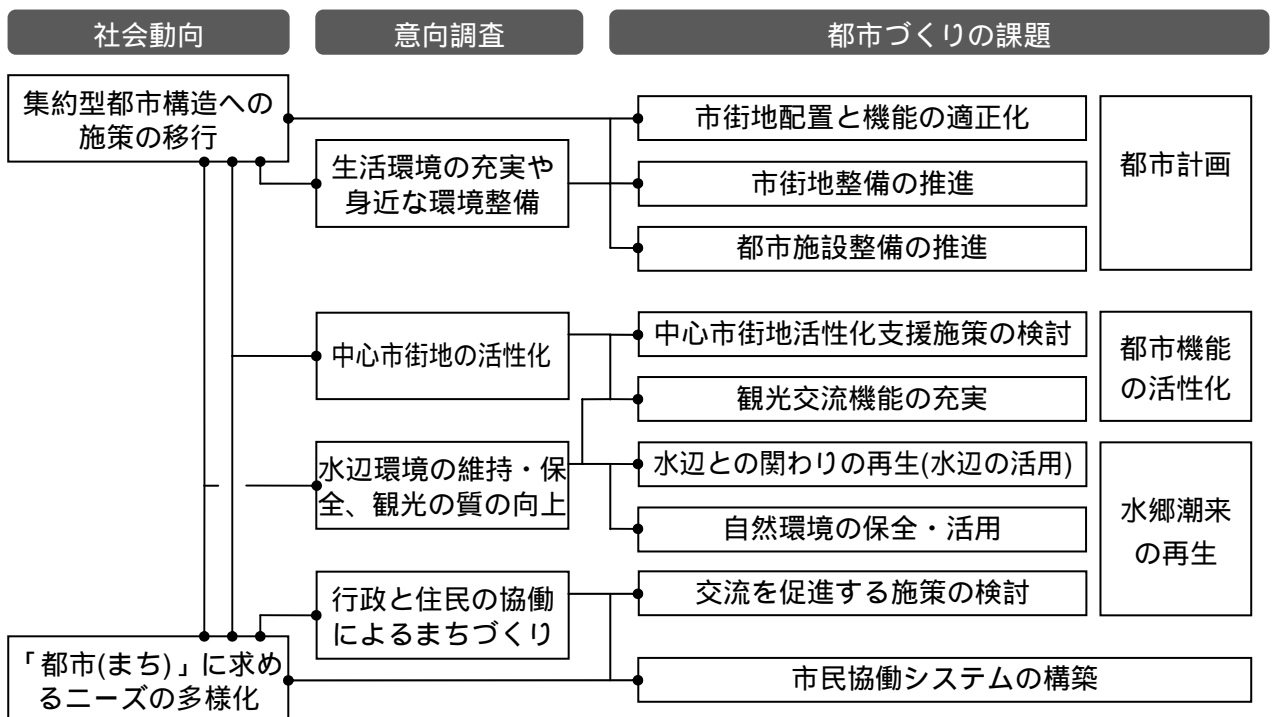 社会動向
意向調査
都市づくりの課題
集約型都市構造への
施策の移行
生活環境の充実や
身近な環境整備
市街地配置と機能の適正化
市街地整備の推進
都市施設整備の推進
都市計画
中心市街地の活性化
中心市街地活性化支援施策の検討
観光交流機能の充実
都市機能
の活性化
水辺環境の維持・保
全、観光の質の向上
水辺との関わりの再生(水辺の活用)
自然環境の保全・活用
水郷潮来
の再生
行政と住民の協働
によるまちづくり
交流を促進する施策の検討
「都市(まち)」に求め
るニーズの多様化
市民協働システムの構築